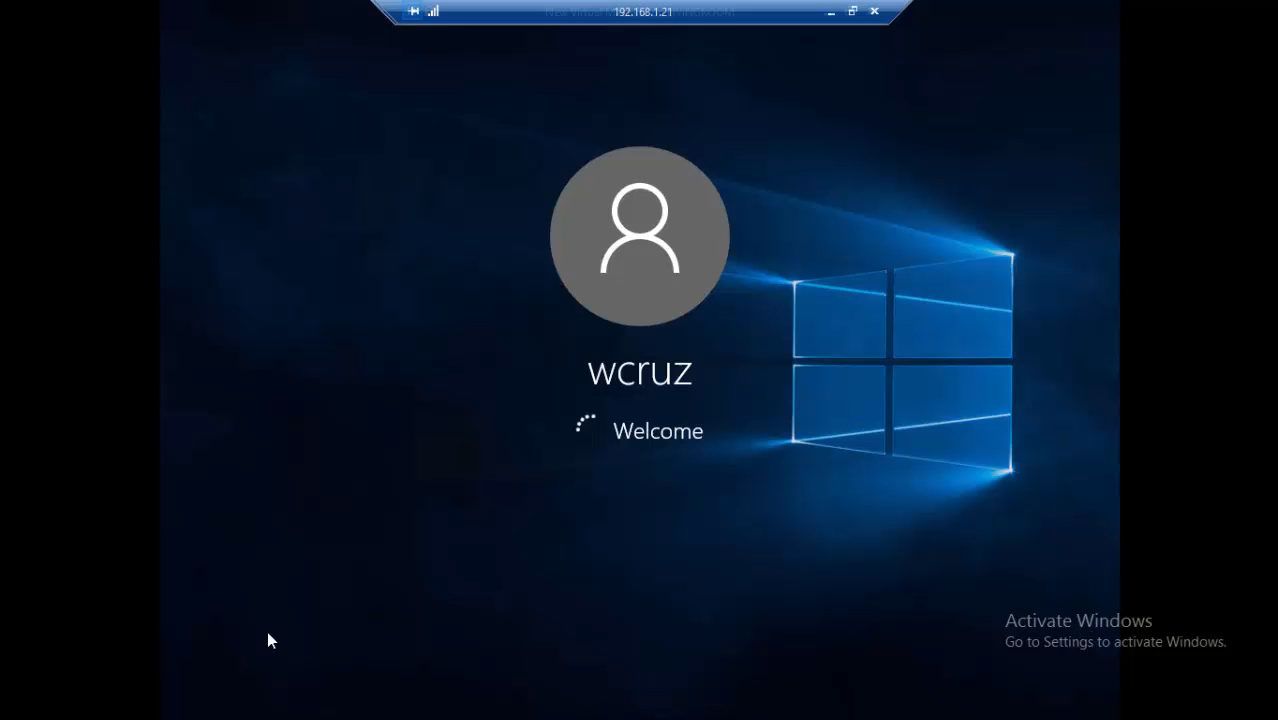 192.168.1.21
wcruz
Welcome
Activate Windows
Go to Settings to activate Windows.